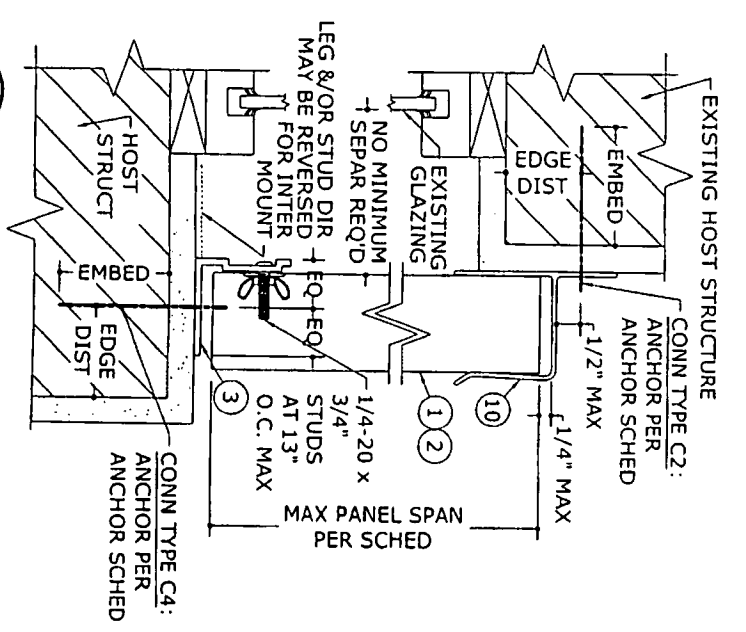 EXISTING HOST STRUCTURE
CONN TYPE C2:
ANCHOR PER
ANCHOR SCHED
1/2" MAX
1/4" MAX
EMBED
EDGE
DIST
EXISTING
GLAZING
NO MINIMUM
SEPAR REQ'D
LEG &/OR STUD DIR
MAY BE REVERSED
FOR INTER
MOUNT
10
1
2
EQ
EQ
1/4-20 x
3/4"
STUDS
AT 13"
O.C. MAX
3
MAX PANEL SPAN
PER SCHED
HOST
STRUCT
EMBED
EDGE
DIST
CONN TYPE C4:
ANCHOR PER
ANCHOR SCHED